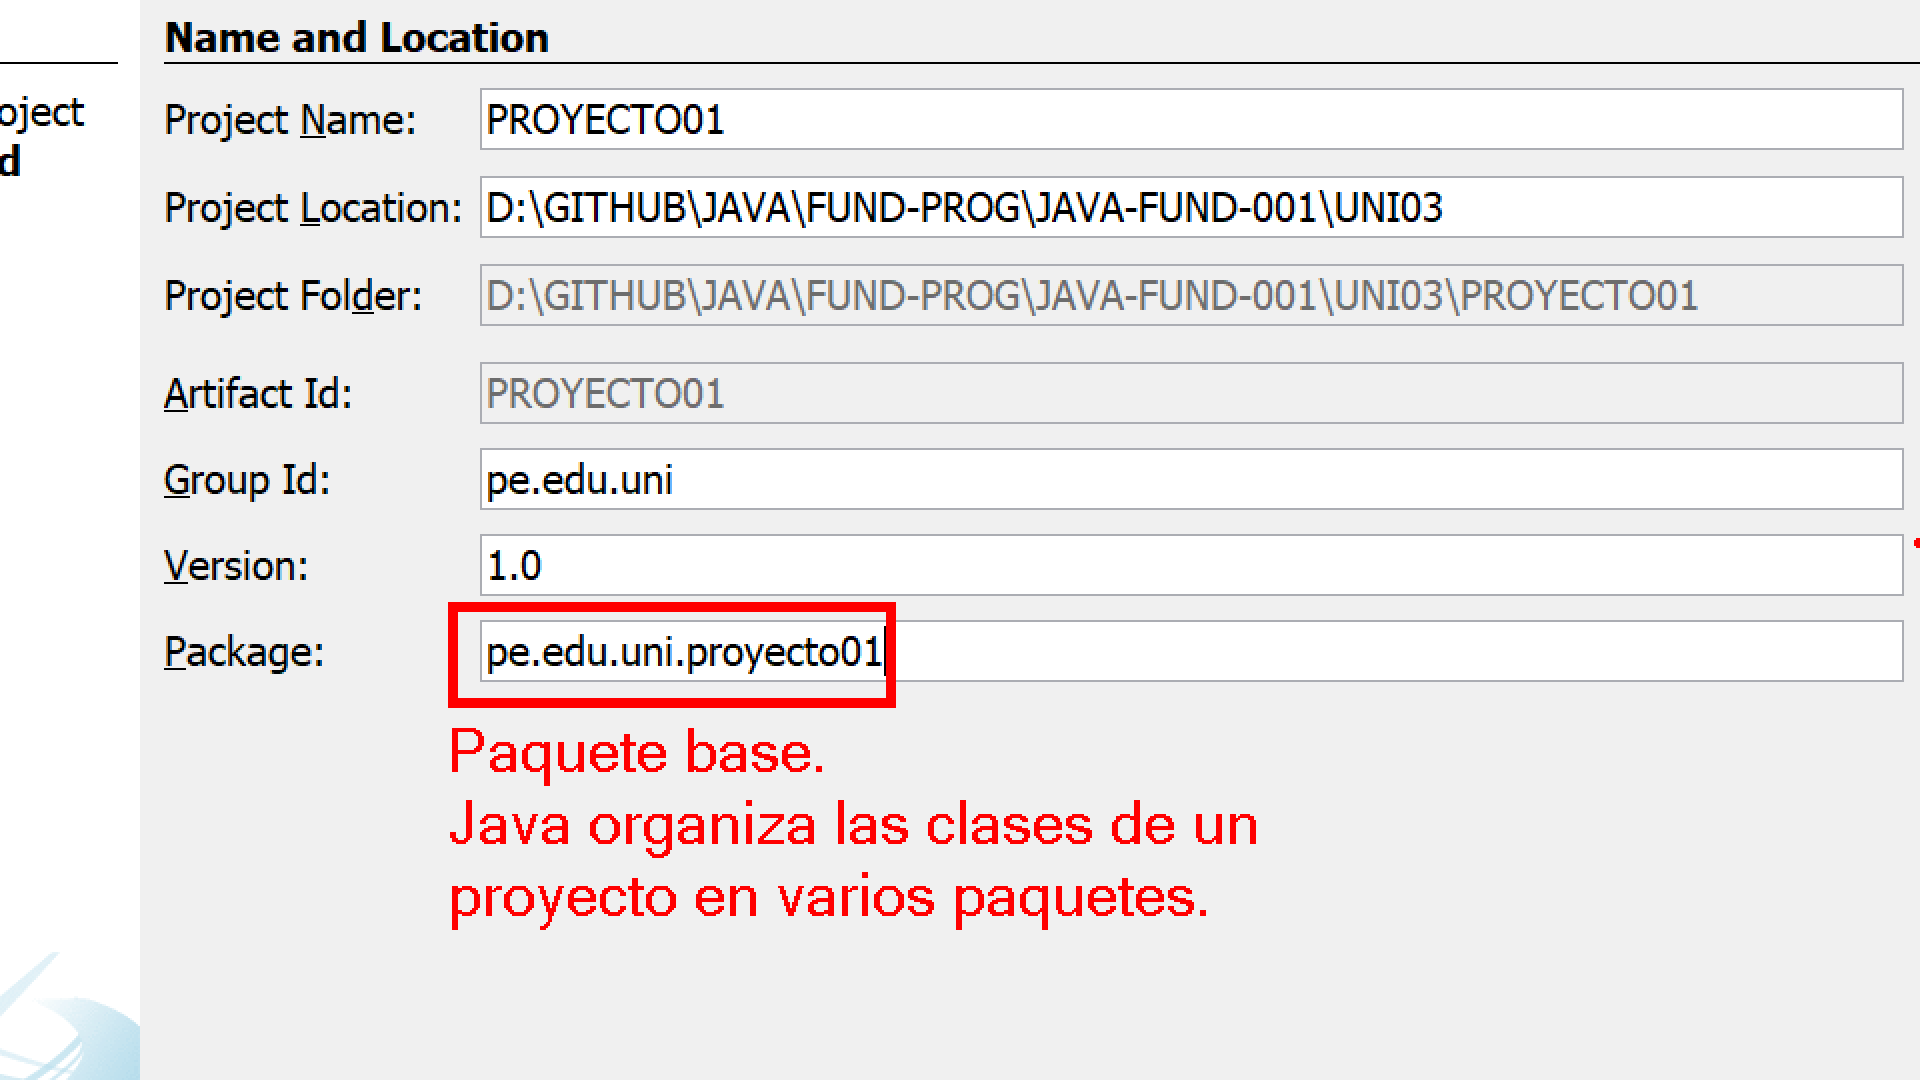 Name and Location
oject
d
Project Name: PROYECTO01
Project Location: D:\GITHUB\JAVA\FUND-PROG\JAVA-FUND-001\UNI03
Project Folder: D:\GITHUB\JAVA\FUND-PROG\JAVA-FUND-001\UNI03\PROYECTO01
Artifact Id: PROYECTO01
Group Id: pe.edu.uni
Version: 1.0
Package: pe.edu.uni.proyecto01
Paquete base.
Java organiza las clases de un
proyecto en varios paquetes.